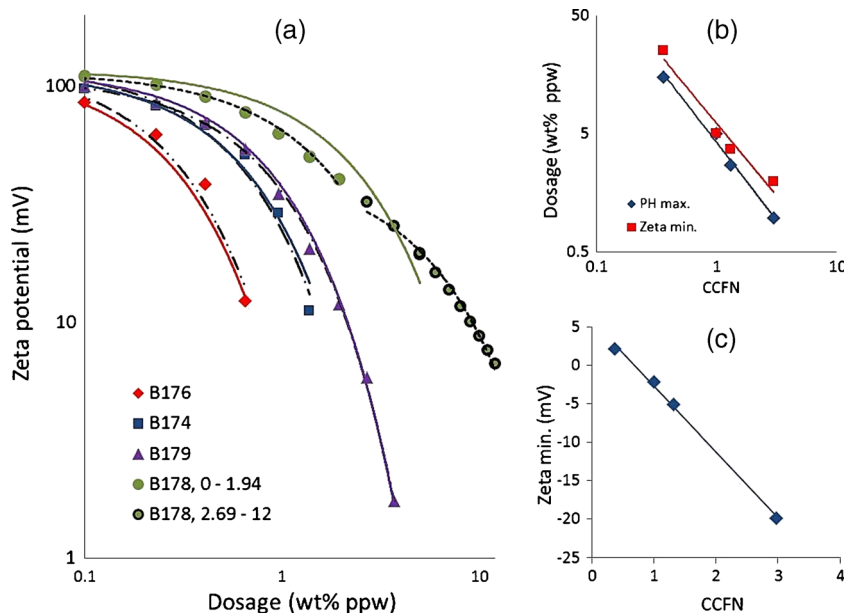 (a)
100
10
1
0.1
1
10
Zeta potential (mV)
Dosage (wt% ppw)
B176
B174
B179
B178, 0 - 1.94
B178, 2.69 - 12
(b)
50
5
0.5
0.1
1
10
Dosage (wt% ppw)
CCFN
PH max.
Zeta min.
(c)
5
0
-5
-10
-15
-20
-25
0
1
2
3
4
Zeta min. (mV)
CCFN